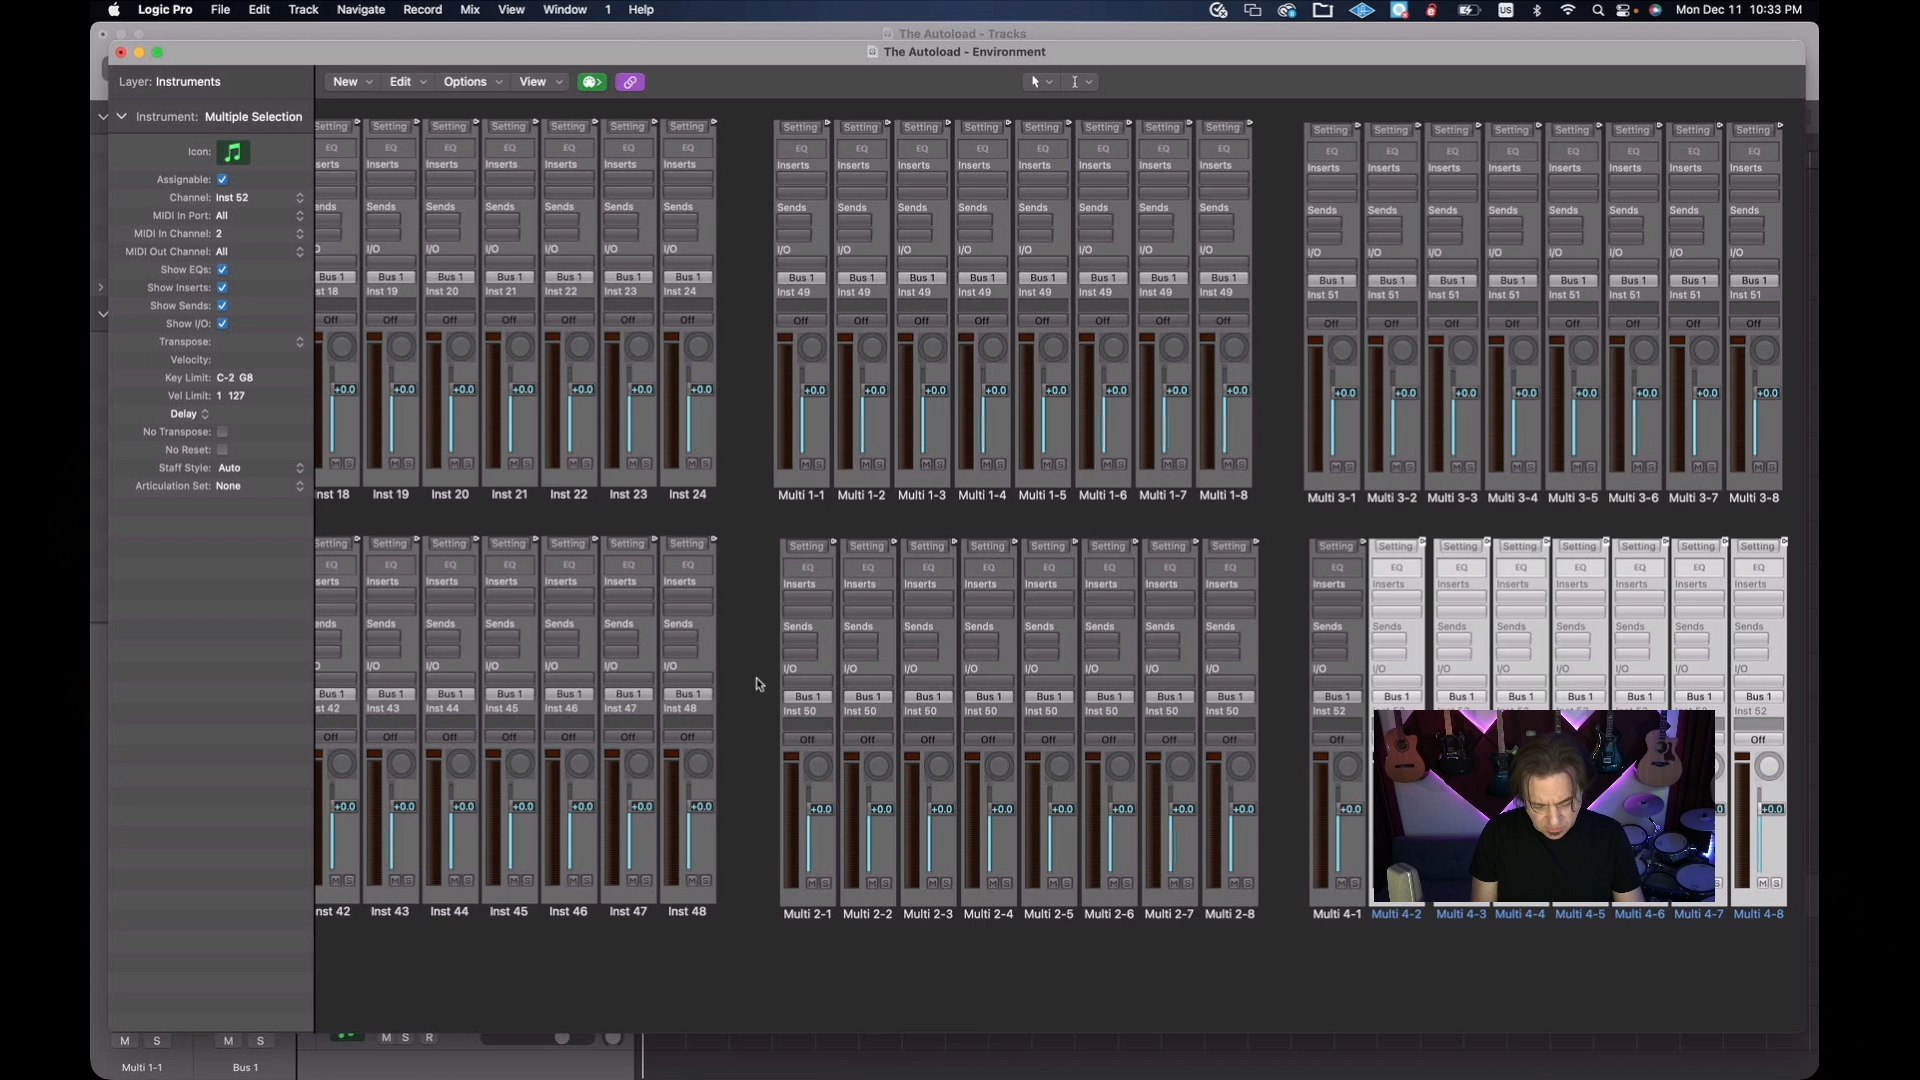 Logic Pro File Edit Track Navigate Record Mix View Window 1 Help
US Mon Dec 11 10:33 PM
The Autoload - Tracks
The Autoload - Environment
Layer: Instruments
New Edit Options View
Instrument: Multiple Selection
Icon:
Assignable:
Channel: Inst 52
MIDI In Port: All
MIDI In Channel: 2
MIDI Out Channel: All
Show EQs:
Show Inserts:
Show Sends:
Show I/O:
Transpose:
Velocity:
Key Limit: C-2 G8
Vel Limit: 1 127
Delay
No Transpose:
No Reset:
Staff Style: Auto
Articulation Set: None
Setting Setting Setting Setting Setting Setting Setting
EQ EQ EQ EQ EQ EQ EQ
Inserts Inserts Inserts Inserts Inserts Inserts
Sends Sends Sends Sends Sends Sends
I/O I/O I/O I/O I/O I/O
Bus 1 Bus 1 Bus 1 Bus 1 Bus 1 Bus 1 Bus 1
st 18 Inst 19 Inst 20 Inst 21 Inst 22 Inst 23 Inst 24
Off Off Off Off Off Off Off
+0.0 +0.0 +0.0 +0.0 +0.0 +0.0 +0.0
M S M S M S M S M S M S M S
nst 18 Inst 19 Inst 20 Inst 21 Inst 22 Inst 23 Inst 24
Setting Setting Setting Setting Setting Setting Setting Setting
EQ EQ EQ EQ EQ EQ EQ EQ
Inserts Inserts Inserts Inserts Inserts Inserts Inserts Inserts
Sends Sends Sends Sends Sends Sends Sends Sends
I/O I/O I/O I/O I/O I/O I/O I/O
Bus 1 Bus 1 Bus 1 Bus 1 Bus 1 Bus 1 Bus 1 Bus 1
Inst 49 Inst 49 Inst 49 Inst 49 Inst 49 Inst 49 Inst 49 Inst 49
Off Off Off Off Off Off Off Off
+0.0 +0.0 +0.0 +0.0 +0.0 +0.0 +0.0 +0.0
M S M S M S M S M S M S M S M S
Multi 1-1 Multi 1-2 Multi 1-3 Multi 1-4 Multi 1-5 Multi 1-6 Multi 1-7 Multi 1-8
Setting Setting Setting Setting Setting Setting Setting Setting
EQ EQ EQ EQ EQ EQ EQ EQ
Inserts Inserts Inserts Inserts Inserts Inserts Inserts Inserts
Sends Sends Sends Sends Sends Sends Sends Sends
I/O I/O I/O I/O I/O I/O I/O I/O
Bus 1 Bus 1 Bus 1 Bus 1 Bus 1 Bus 1 Bus 1 Bus 1
Inst 51 Inst 51 Inst 51 Inst 51 Inst 51 Inst 51 Inst 51 Inst 51
Off Off Off Off Off Off Off Off
+0.0 +0.0 +0.0 +0.0 +0.0 +0.0 +0.0 +0.0
M S M S M S M S M S M S M S M S
Multi 3-1 Multi 3-2 Multi 3-3 Multi 3-4 Multi 3-5 Multi 3-6 Multi 3-7 Multi 3-8
Setting Setting Setting Setting Setting Setting Setting
EQ EQ EQ EQ EQ EQ EQ
Inserts Inserts Inserts Inserts Inserts Inserts
Sends Sends Sends Sends Sends Sends
I/O I/O I/O I/O I/O I/O
Bus 1 Bus 1 Bus 1 Bus 1 Bus 1 Bus 1 Bus 1
st 42 Inst 43 Inst 44 Inst 45 Inst 46 Inst 47 Inst 48
Off Off Off Off Off Off Off
+0.0 +0.0 +0.0 +0.0 +0.0 +0.0 +0.0
M S M S M S M S M S M S M S
nst 42 Inst 43 Inst 44 Inst 45 Inst 46 Inst 47 Inst 48
Setting Setting Setting Setting Setting Setting Setting Setting
EQ EQ EQ EQ EQ EQ EQ EQ
Inserts Inserts Inserts Inserts Inserts Inserts Inserts Inserts
Sends Sends Sends Sends Sends Sends Sends Sends
I/O I/O I/O I/O I/O I/O I/O I/O
Bus 1 Bus 1 Bus 1 Bus 1 Bus 1 Bus 1 Bus 1 Bus 1
Inst 50 Inst 50 Inst 50 Inst 50 Inst 50 Inst 50 Inst 50 Inst 50
Off Off Off Off Off Off Off Off
+0.0 +0.0 +0.0 +0.0 +0.0 +0.0 +0.0 +0.0
M S M S M S M S M S M S M S M S
Multi 2-1 Multi 2-2 Multi 2-3 Multi 2-4 Multi 2-5 Multi 2-6 Multi 2-7 Multi 2-8
Setting Setting Setting Setting Setting Setting Setting Setting
EQ EQ EQ EQ EQ EQ EQ EQ
Inserts Inserts Inserts Inserts Inserts Inserts Inserts Inserts
Sends Sends Sends Sends Sends Sends Sends Sends
I/O I/O I/O I/O I/O I/O I/O I/O
Bus 1 Bus 1 Bus 1 Bus 1 Bus 1 Bus 1 Bus 1 Bus 1
Inst 52 Inst 52
Off Off
+0.0 +0.0
M S M S
Multi 4-1 Multi 4-2 Multi 4-3 Multi 4-4 Multi 4-5 Multi 4-6 Multi 4-7 Multi 4-8
M S M S M S R
Multi 1-1 Bus 1